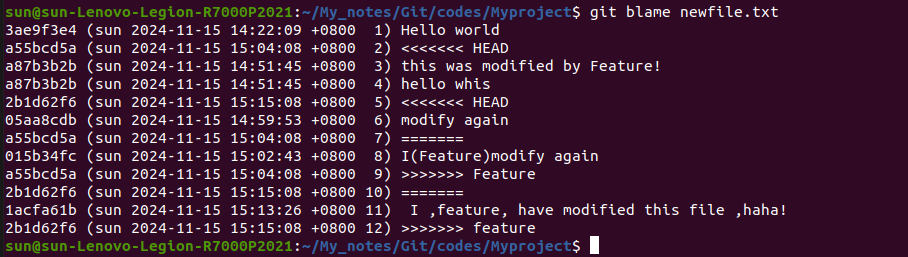 sun@sun-Lenovo-Legion-R7000P2021:~/My_notes/Git/codes/Myproject$ git blame newfile.txt
3ae9f3e4 (sun 2024-11-15 14:22:09 +0800  1) Hello world
a55bcd5a (sun 2024-11-15 15:04:08 +0800  2) <<<<<<< HEAD
a87b3b2b (sun 2024-11-15 14:51:45 +0800  3) this was modified by Feature!
a87b3b2b (sun 2024-11-15 14:51:45 +0800  4) hello whis
2b1d62f6 (sun 2024-11-15 15:15:08 +0800  5) <<<<<<< HEAD
05aa8cdb (sun 2024-11-15 14:59:53 +0800  6) modify again
a55bcd5a (sun 2024-11-15 15:04:08 +0800  7) =======
015b34fc (sun 2024-11-15 15:02:43 +0800  8) I(Feature)modify again
a55bcd5a (sun 2024-11-15 15:04:08 +0800  9) >>>>>>> Feature
2b1d62f6 (sun 2024-11-15 15:15:08 +0800 10) =======
1acfa61b (sun 2024-11-15 15:13:26 +0800 11)  I ,feature, have modified this file ,haha!
2b1d62f6 (sun 2024-11-15 15:15:08 +0800 12) >>>>>>> feature
sun@sun-Lenovo-Legion-R7000P2021:~/My_notes/Git/codes/Myproject$